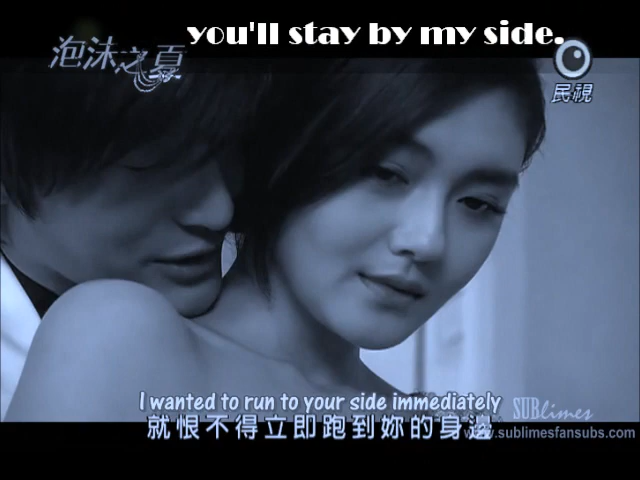 you'll stay by my side.
泡沫之夏
民視
I wanted to run to your side immediately
就恨不得立即跑到妳的身邊
SUBlimes
www.sublimesfansubs.com